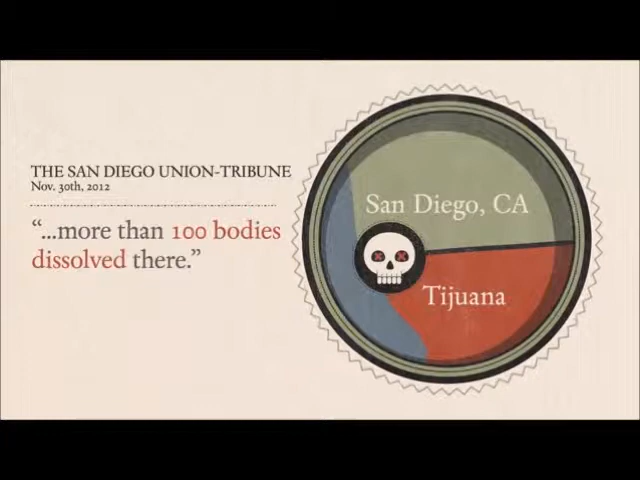 THE SAN DIEGO UNION-TRIBUNE
Nov. 30th, 2012
“...more than 100 bodies
dissolved there.”
San Diego, CA
Tijuana